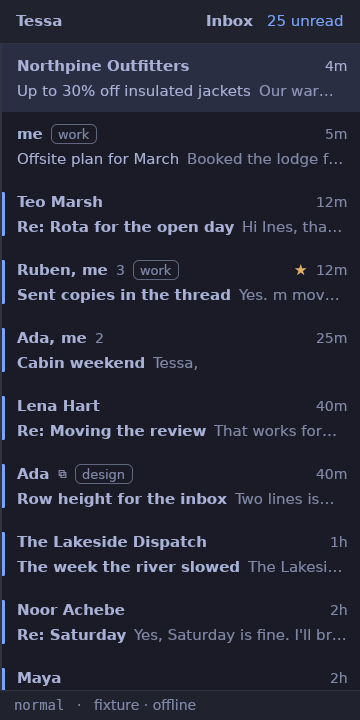 Tessa Inbox 25 unread
Northpine Outfitters 4m
Up to 30% off insulated jackets Our war…
me work 5m
Offsite plan for March Booked the lodge f…
Teo Marsh 12m
Re: Rota for the open day Hi Ines, tha…
Ruben, me 3 work ★ 12m
Sent copies in the thread Yes. m mov…
Ada, me 2 25m
Cabin weekend Tessa,
Lena Hart 40m
Re: Moving the review That works for…
Ada design 40m
Row height for the inbox Two lines is…
The Lakeside Dispatch 1h
The week the river slowed The Lakesi…
Noor Achebe 2h
Re: Saturday Yes, Saturday is fine. I'll br…
Maya 2h
normal · fixture · offline